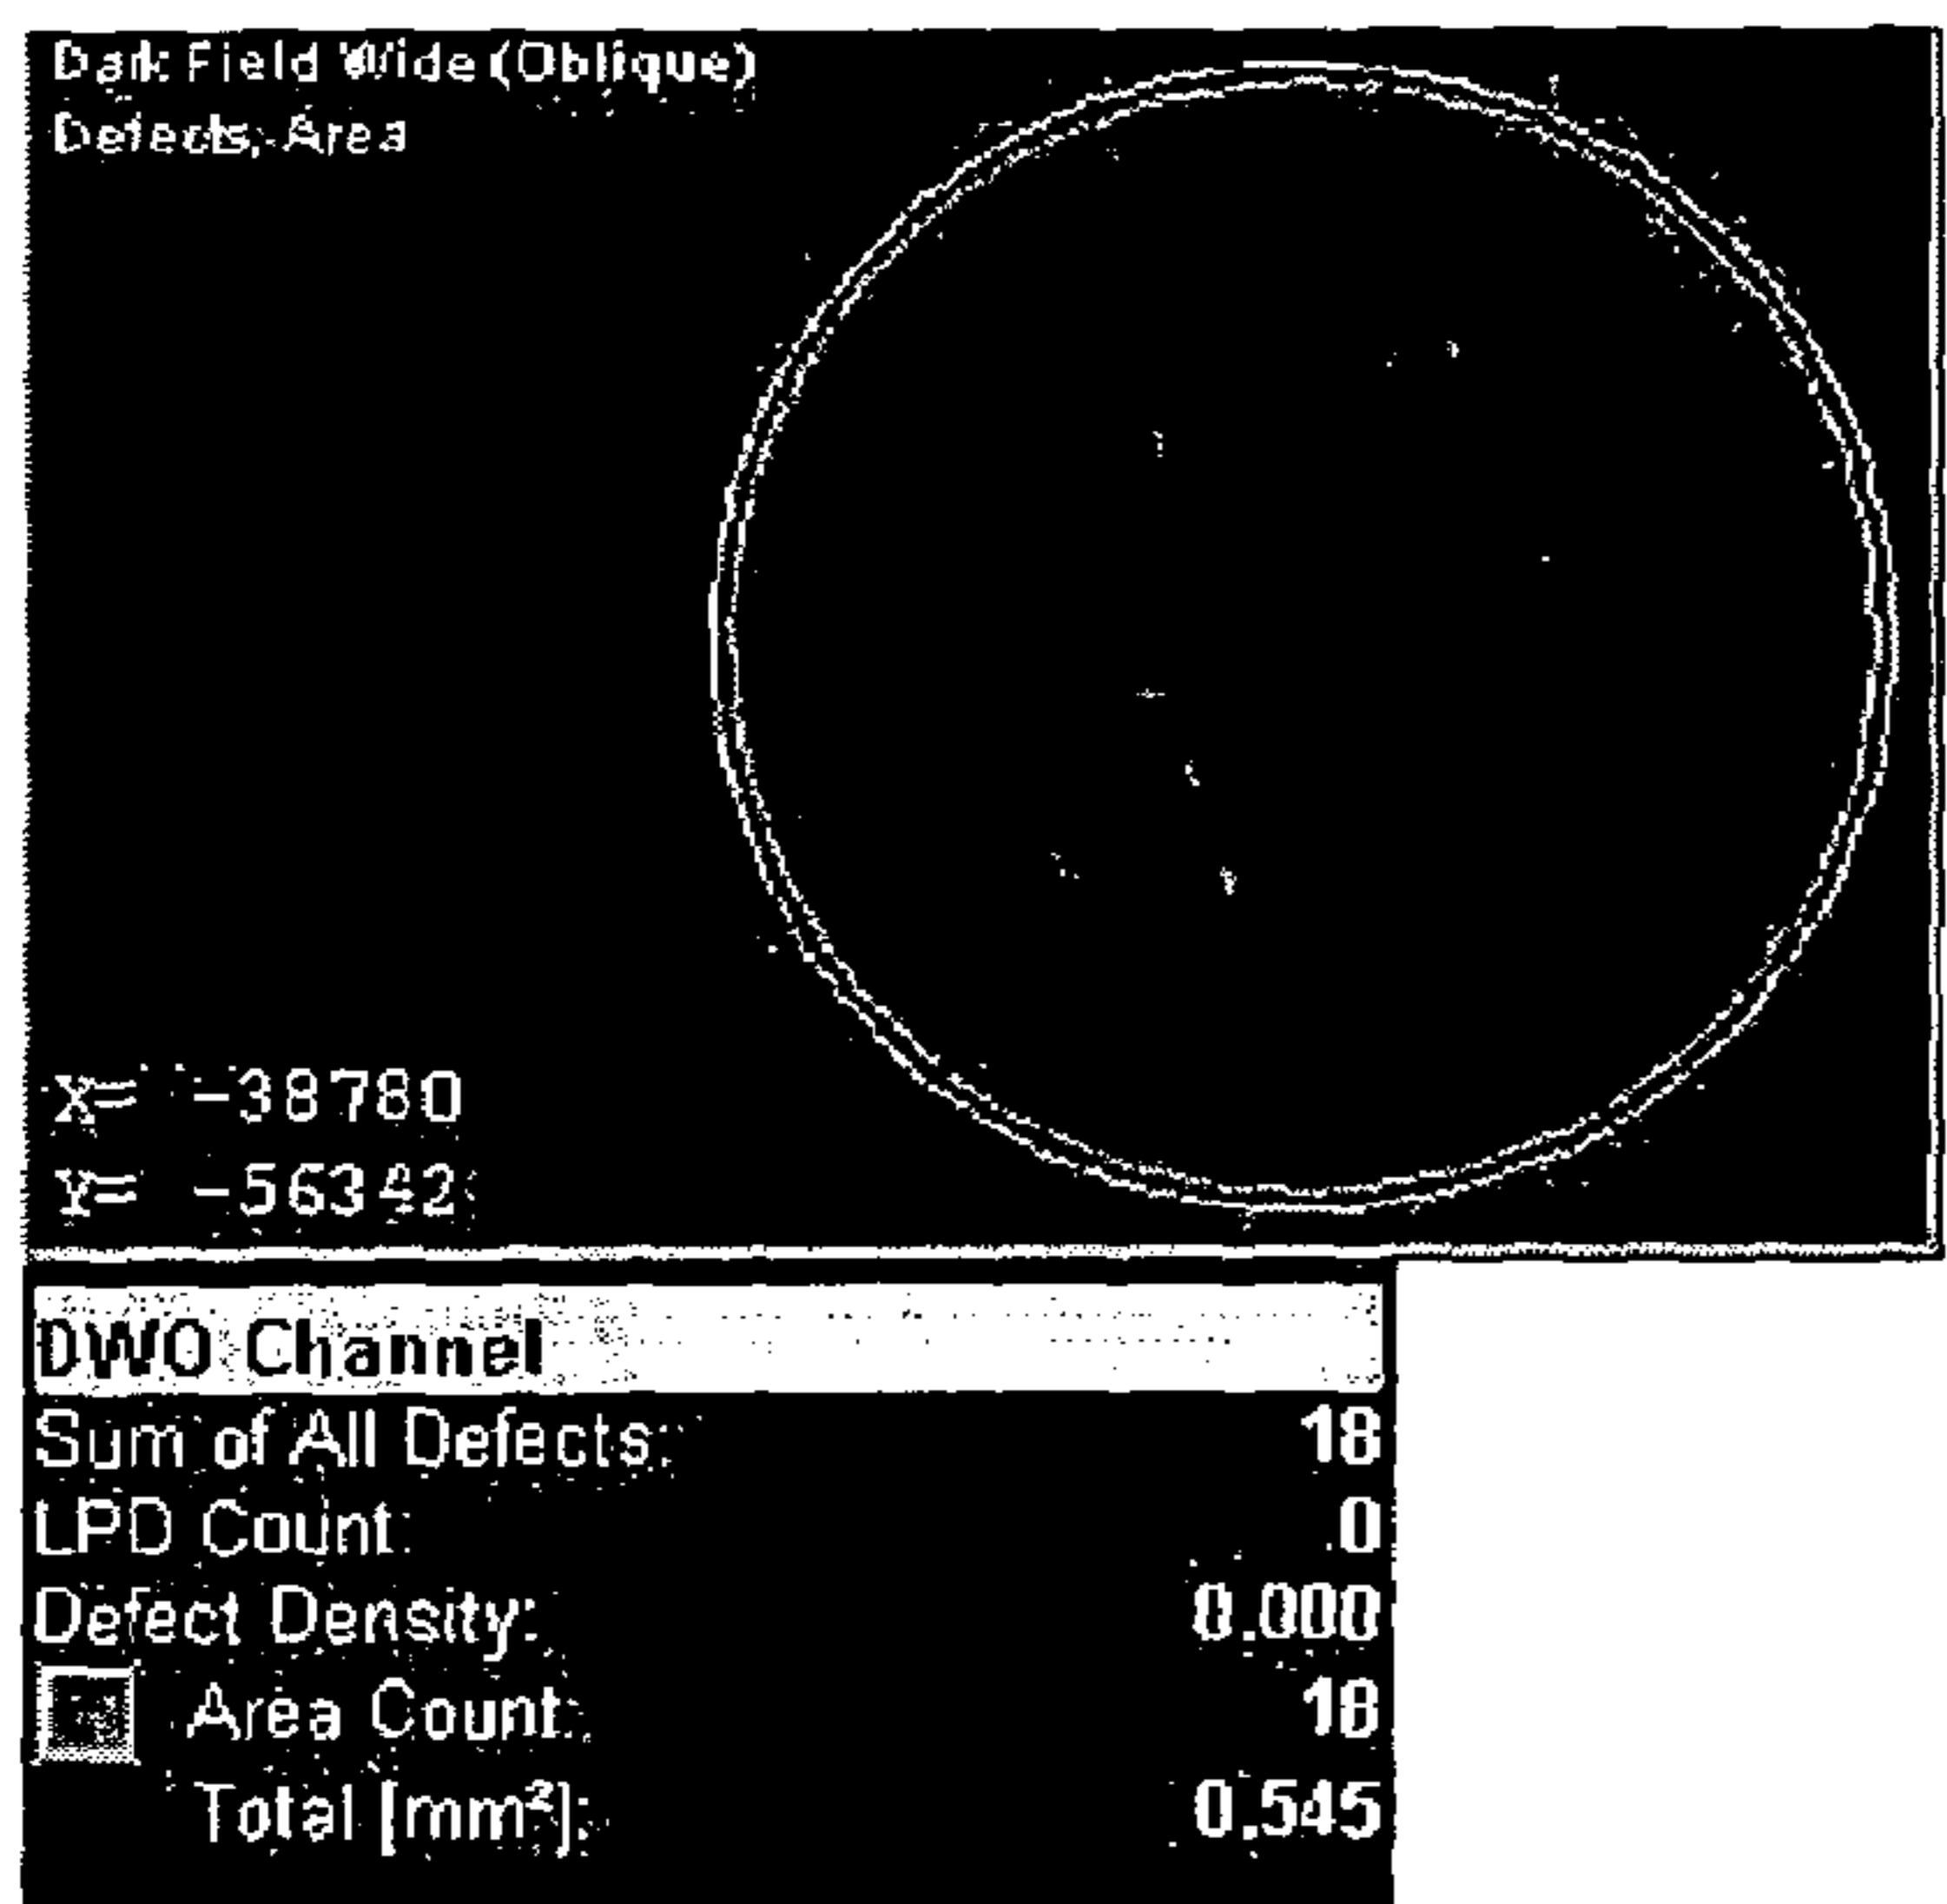 Dark Field Wide (Oblique)
Defects, Area
x= -38780
Y= -56342
DWO Channel
Sum of All Defects: 18
LPD Count: 0
Defect Density: 0.000
Area Count: 18
Total [mm²]: 0.545